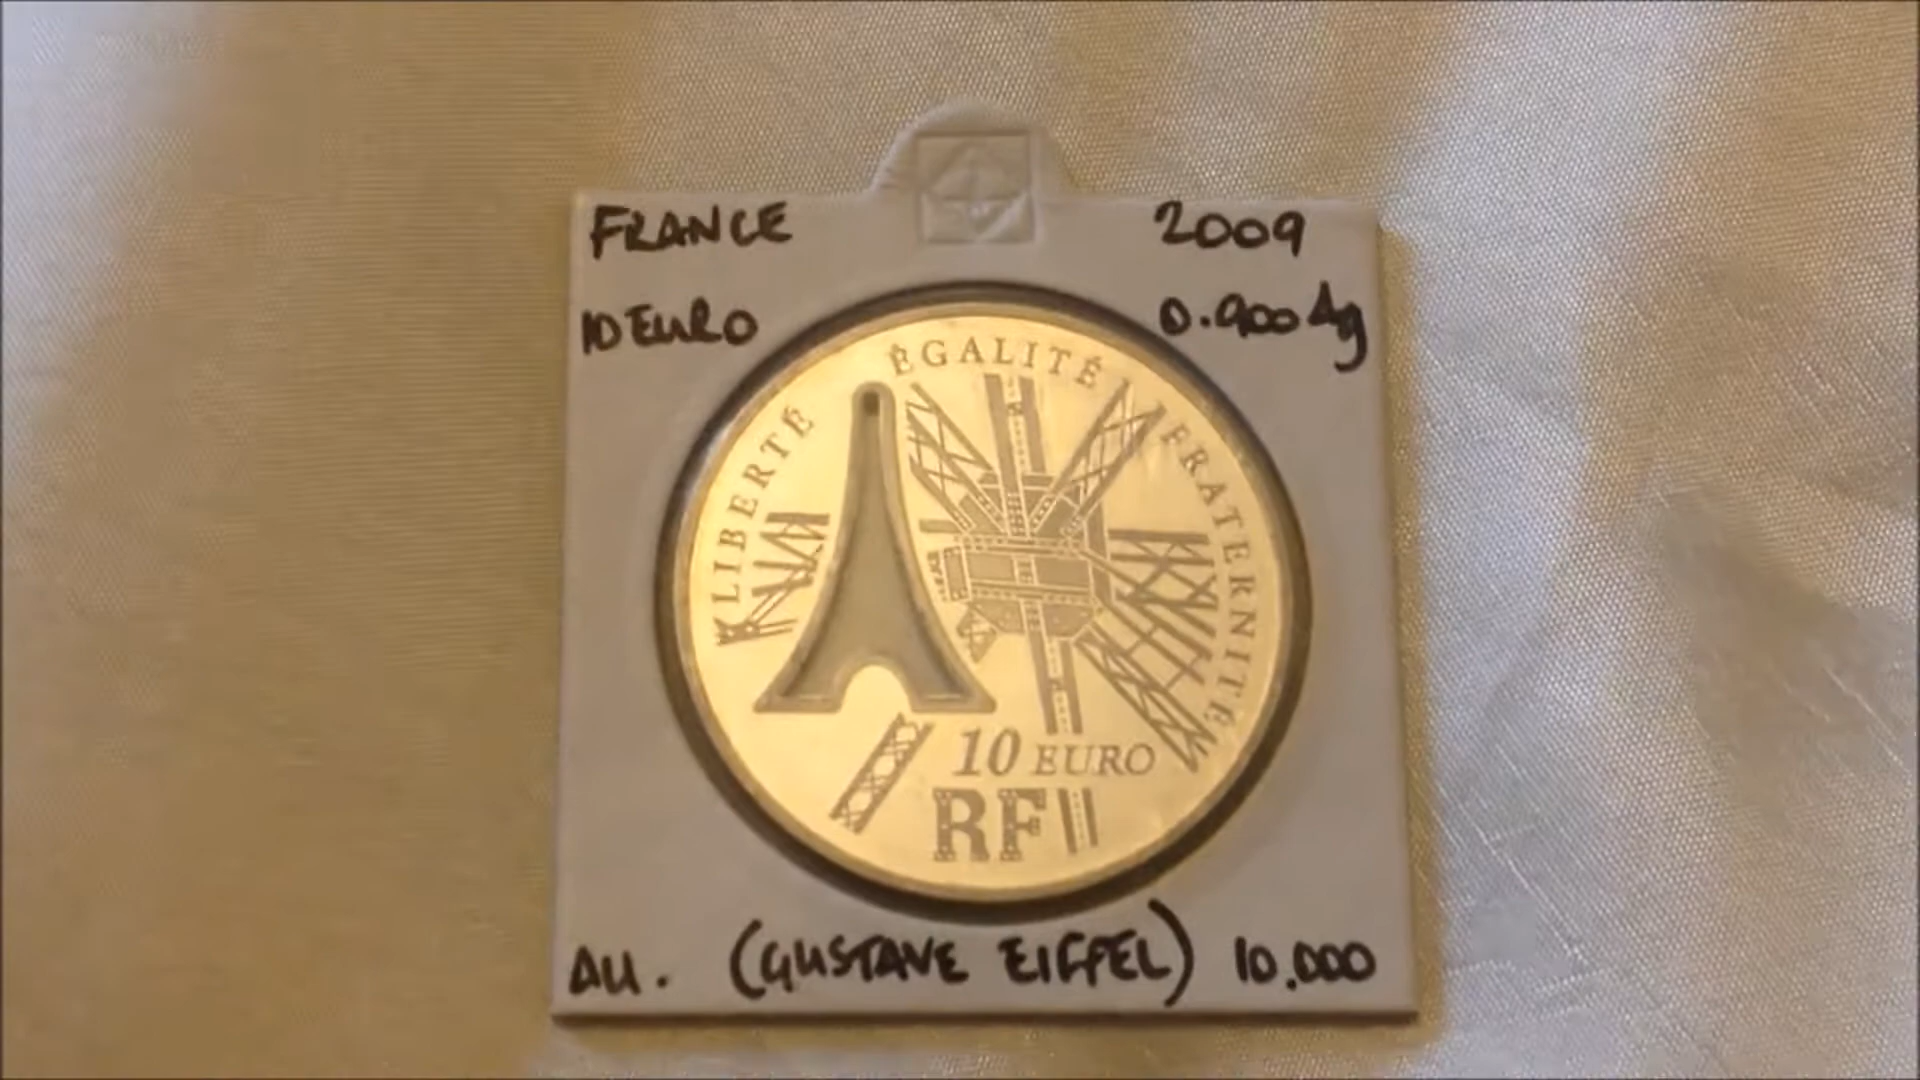 FRANCE 2009
10 EURO 0.900 Ag
LIBERTÉ ÉGALITÉ FRATERNITÉ
10 EURO
RF
AU. (GUSTAVE EIFFEL) 10.000